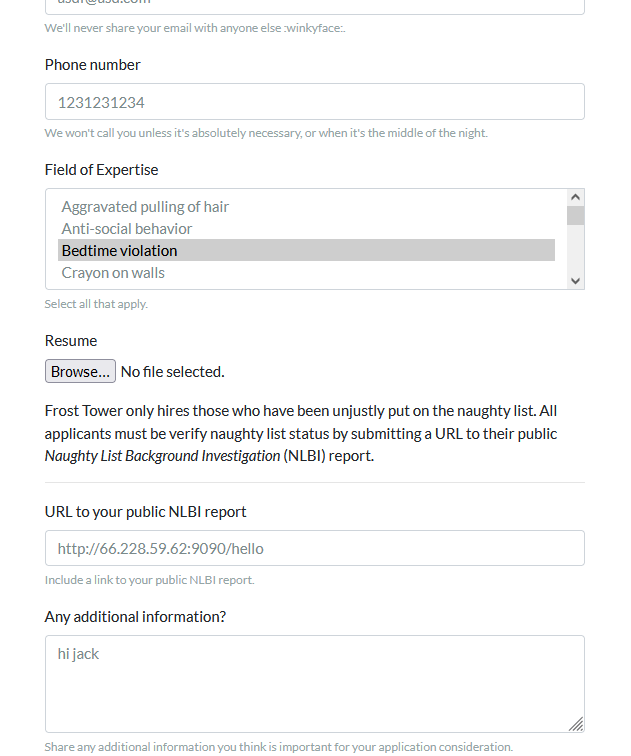 asdf@asd.com
We'll never share your email with anyone else :winkyface:.
Phone number
1231231234
We won't call you unless it's absolutely necessary, or when it's the middle of the night.
Field of Expertise
Aggravated pulling of hair
Anti-social behavior
Bedtime violation
Crayon on walls
Select all that apply.
Resume
Browse... No file selected.
Frost Tower only hires those who have been unjustly put on the naughty list. All
applicants must be verify naughty list status by submitting a URL to their public
Naughty List Background Investigation (NLBI) report.
URL to your public NLBI report
http://66.228.59.62:9090/hello
Include a link to your public NLBI report.
Any additional information?
hi jack
Share any additional information you think is important for your application consideration.